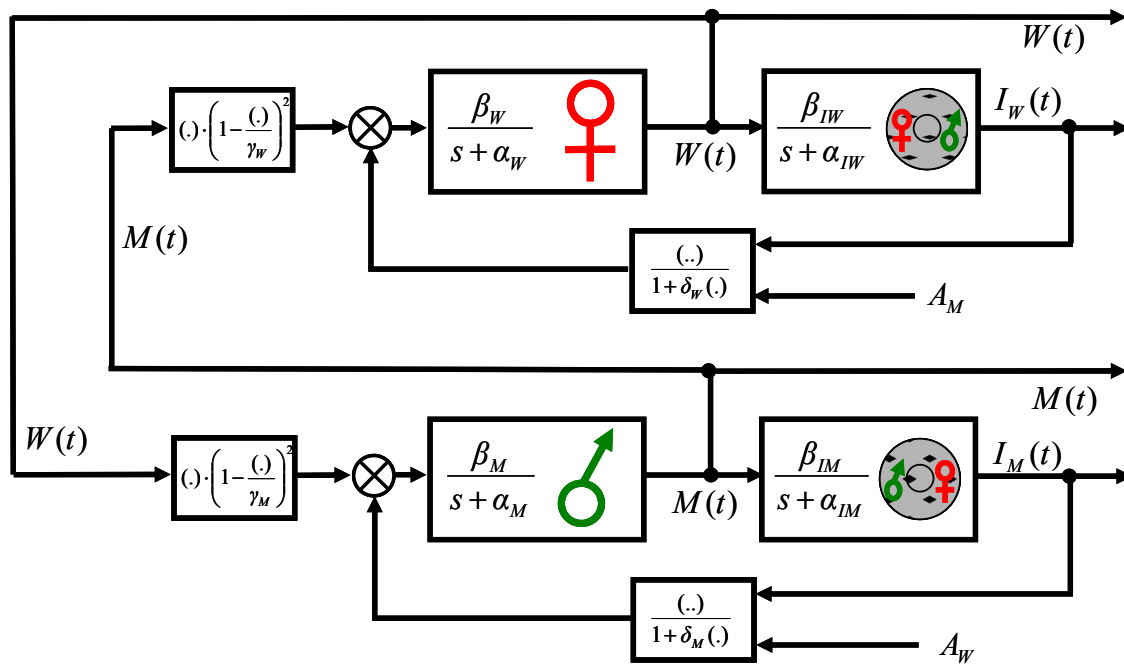 W(t)
(.)·(1-(.)/γ_W)²
β_W/(s+α_W)
W(t)
β_IW/(s+α_IW)
I_W(t)
M(t)
(..)/(1+δ_W(.))
A_M
M(t)
W(t)
(.)·(1-(.)/γ_M)²
β_M/(s+α_M)
M(t)
β_IM/(s+α_IM)
I_M(t)
(..)/(1+δ_M(.))
A_W